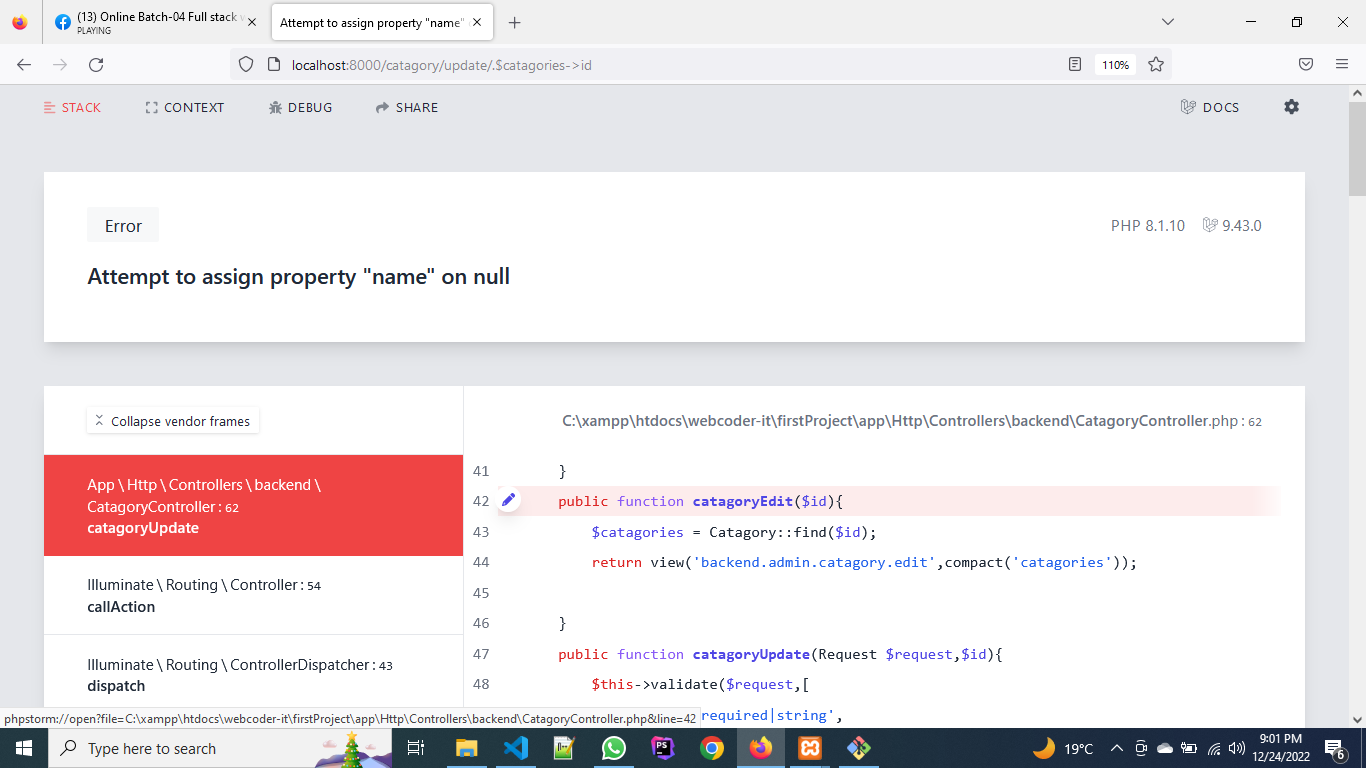 (13) Online Batch-04 Full stack w
PLAYING
Attempt to assign property "name"
localhost:8000/catagory/update/.$catagories->id
110%
STACK
CONTEXT
DEBUG
SHARE
DOCS
Error
PHP 8.1.10
9.43.0
Attempt to assign property "name" on null
Collapse vendor frames
C:\xampp\htdocs\webcoder-it\firstProject\app\Http\Controllers\backend\CatagoryController.php : 62
App \ Http \ Controllers \ backend \
CatagoryController : 62
catagoryUpdate
Illuminate \ Routing \ Controller : 54
callAction
Illuminate \ Routing \ ControllerDispatcher : 43
dispatch
41 }
42 public function catagoryEdit($id){
43 $catagories = Catagory::find($id);
44 return view('backend.admin.catagory.edit',compact('catagories'));
45
46 }
47 public function catagoryUpdate(Request $request,$id){
48 $this->validate($request,[
required|string',
phpstorm://open?file=C:\xampp\htdocs\webcoder-it\firstProject\app\Http\Controllers\backend\CatagoryController.php&line=42
Type here to search
PS
19°C
9:01 PM
12/24/2022
6